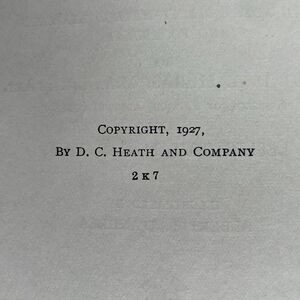 Copyright, 1927,
By D. C. Heath and Company
2 K 7